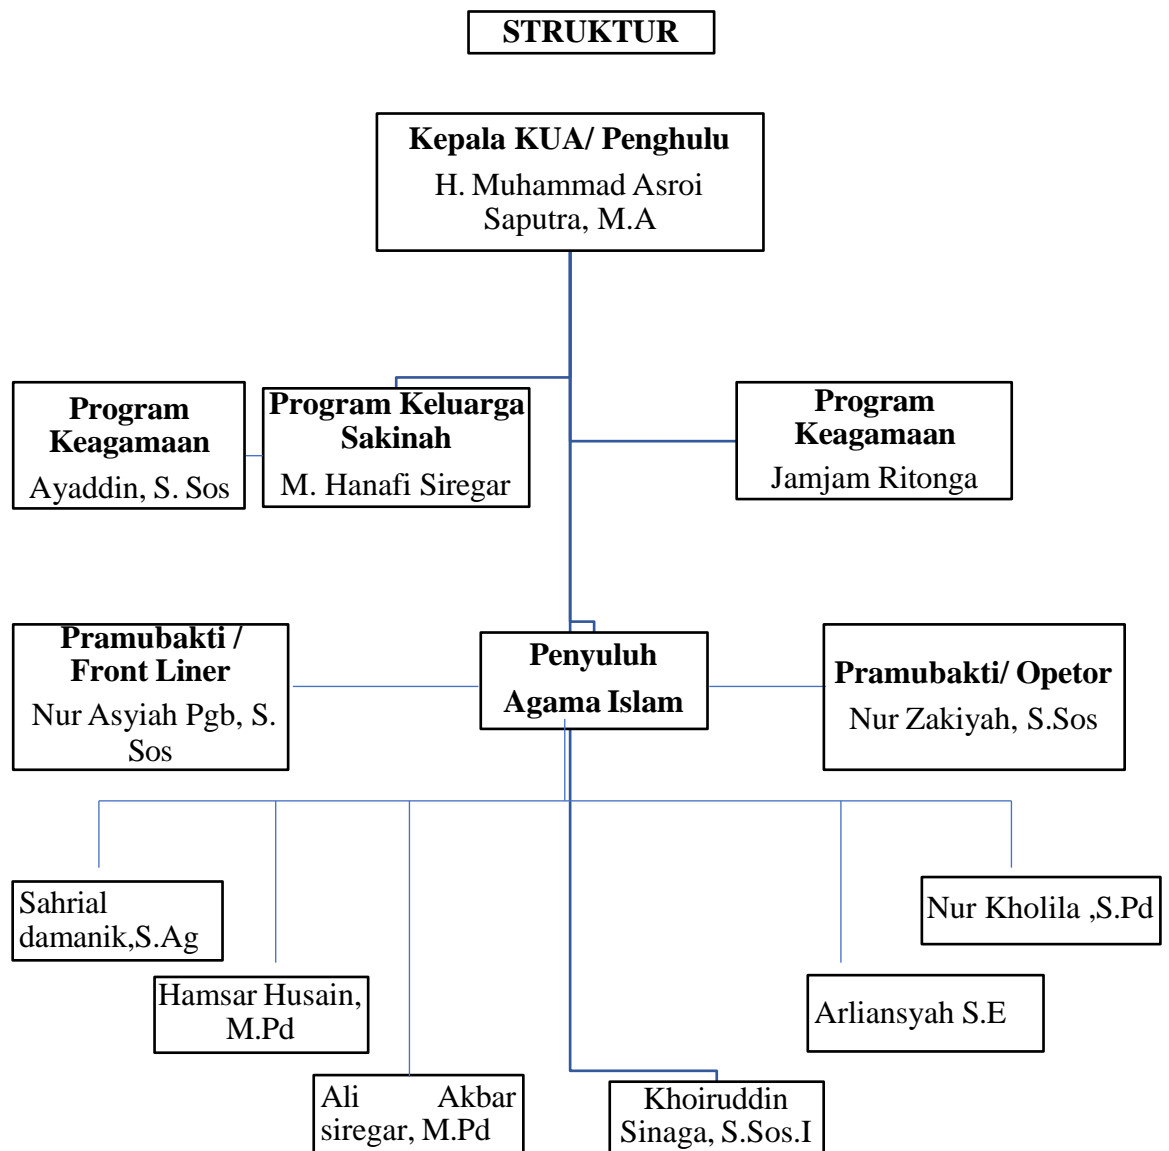 STRUKTUR
Kepala KUA/ Penghulu
H. Muhammad Asroi
Saputra, M.A
Program
Keagamaan
Ayaddin, S. Sos
Program Keluarga
Sakinah
M. Hanafi Siregar
Program
Keagamaan
Jamjam Ritonga
Pramubakti /
Front Liner
Nur Asyiah Pgb, S.
Sos
Penyuluh
Agama Islam
Pramubakti/ Opetor
Nur Zakiyah, S.Sos
Sahrial
damanik,S.Ag
Hamsar Husain,
M.Pd
Ali Akbar
siregar, M.Pd
Khoiruddin
Sinaga, S.Sos.I
Arliansyah S.E
Nur Kholila ,S.Pd